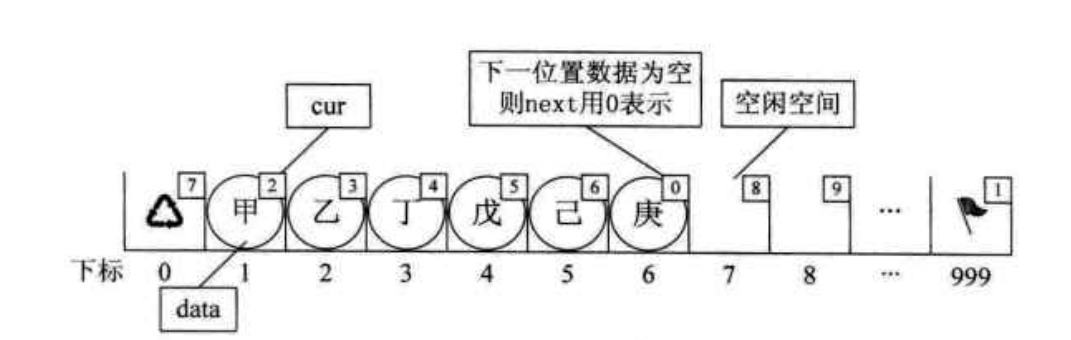 下一位置数据为空
则next用0表示
空闲空间
cur
7 2 3 4 5 6 0 8 9 1
甲 乙 丁 戊 己 庚 ...
下标 0 1 2 3 4 5 6 7 8 ... 999
data